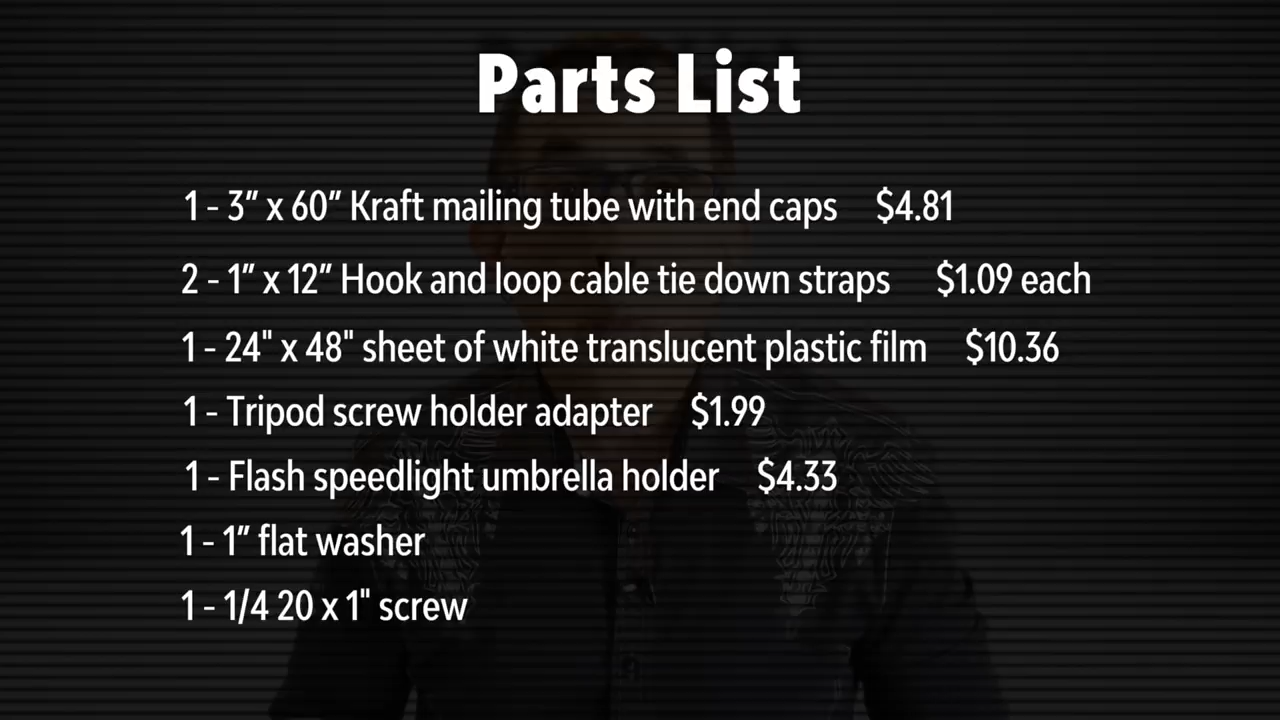 Parts List
1 - 3” x 60” Kraft mailing tube with end caps $4.81
2 - 1” x 12” Hook and loop cable tie down straps $1.09 each
1 - 24" x 48" sheet of white translucent plastic film $10.36
1 - Tripod screw holder adapter $1.99
1 - Flash speedlight umbrella holder $4.33
1 - 1” flat washer
1 - 1/4 20 x 1" screw